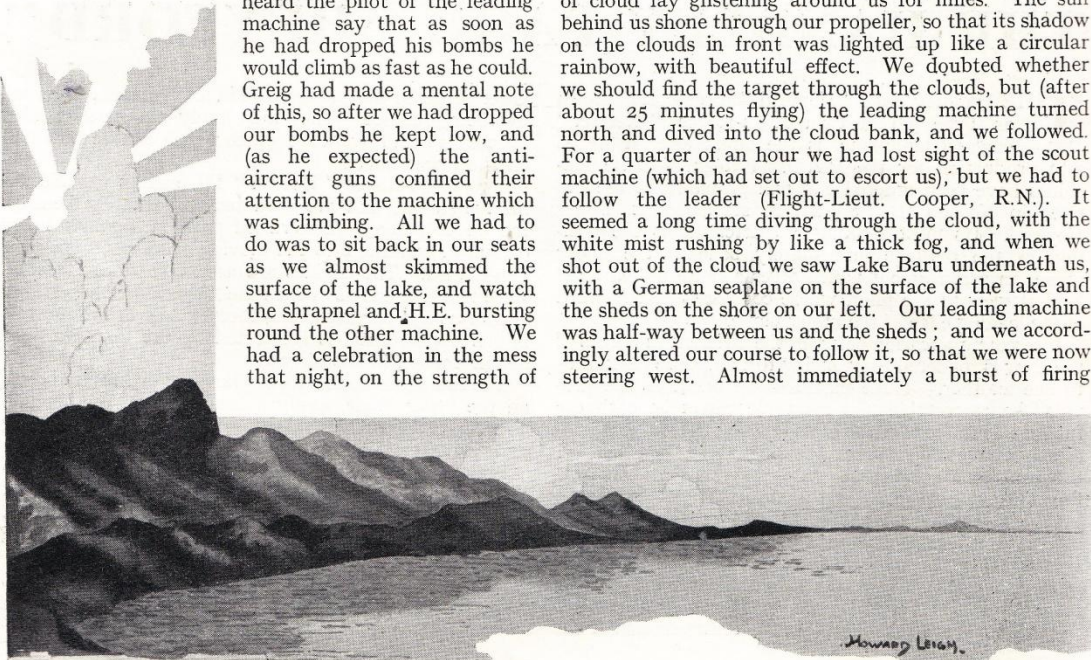 heard the pilot of the leading
machine say that as soon as
he had dropped his bombs he
would climb as fast as he could.
Greig had made a mental note
of this, so after we had dropped
our bombs he kept low, and
(as he expected) the anti-
aircraft guns confined their
attention to the machine which
was climbing. All we had to
do was to sit back in our seats
as we almost skimmed the
surface of the lake, and watch
the shrapnel and H.E. bursting
round the other machine. We
had a celebration in the mess
that night, on the strength of
of cloud lay glistening around us for miles. The sun
behind us shone through our propeller, so that its shadow
on the clouds in front was lighted up like a circular
rainbow, with beautiful effect. We doubted whether
we should find the target through the clouds, but (after
about 25 minutes flying) the leading machine turned
north and dived into the cloud bank, and we followed.
For a quarter of an hour we had lost sight of the scout
machine (which had set out to escort us), but we had to
follow the leader (Flight-Lieut. Cooper, R.N.). It
seemed a long time diving through the cloud, with the
white mist rushing by like a thick fog, and when we
shot out of the cloud we saw Lake Baru underneath us,
with a German seaplane on the surface of the lake and
the sheds on the shore on our left. Our leading machine
was half-way between us and the sheds ; and we accord-
ingly altered our course to follow it, so that we were now
steering west. Almost immediately a burst of firing
HOWARD LEIGH.